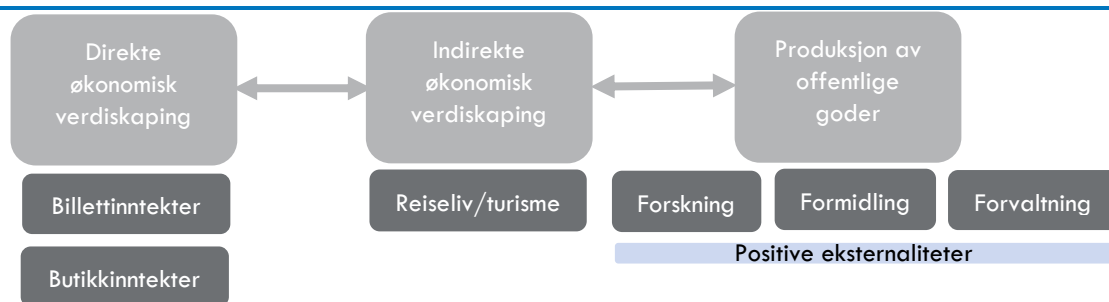 Direkte
økonomisk
verdiskaping
Indirekte
økonomisk
verdiskaping
Produksjon av
offentlige
goder
Billettinntekter
Reiseliv/turisme
Forskning
Formidling
Forvaltning
Positive eksternaliteter
Butikkinntekter